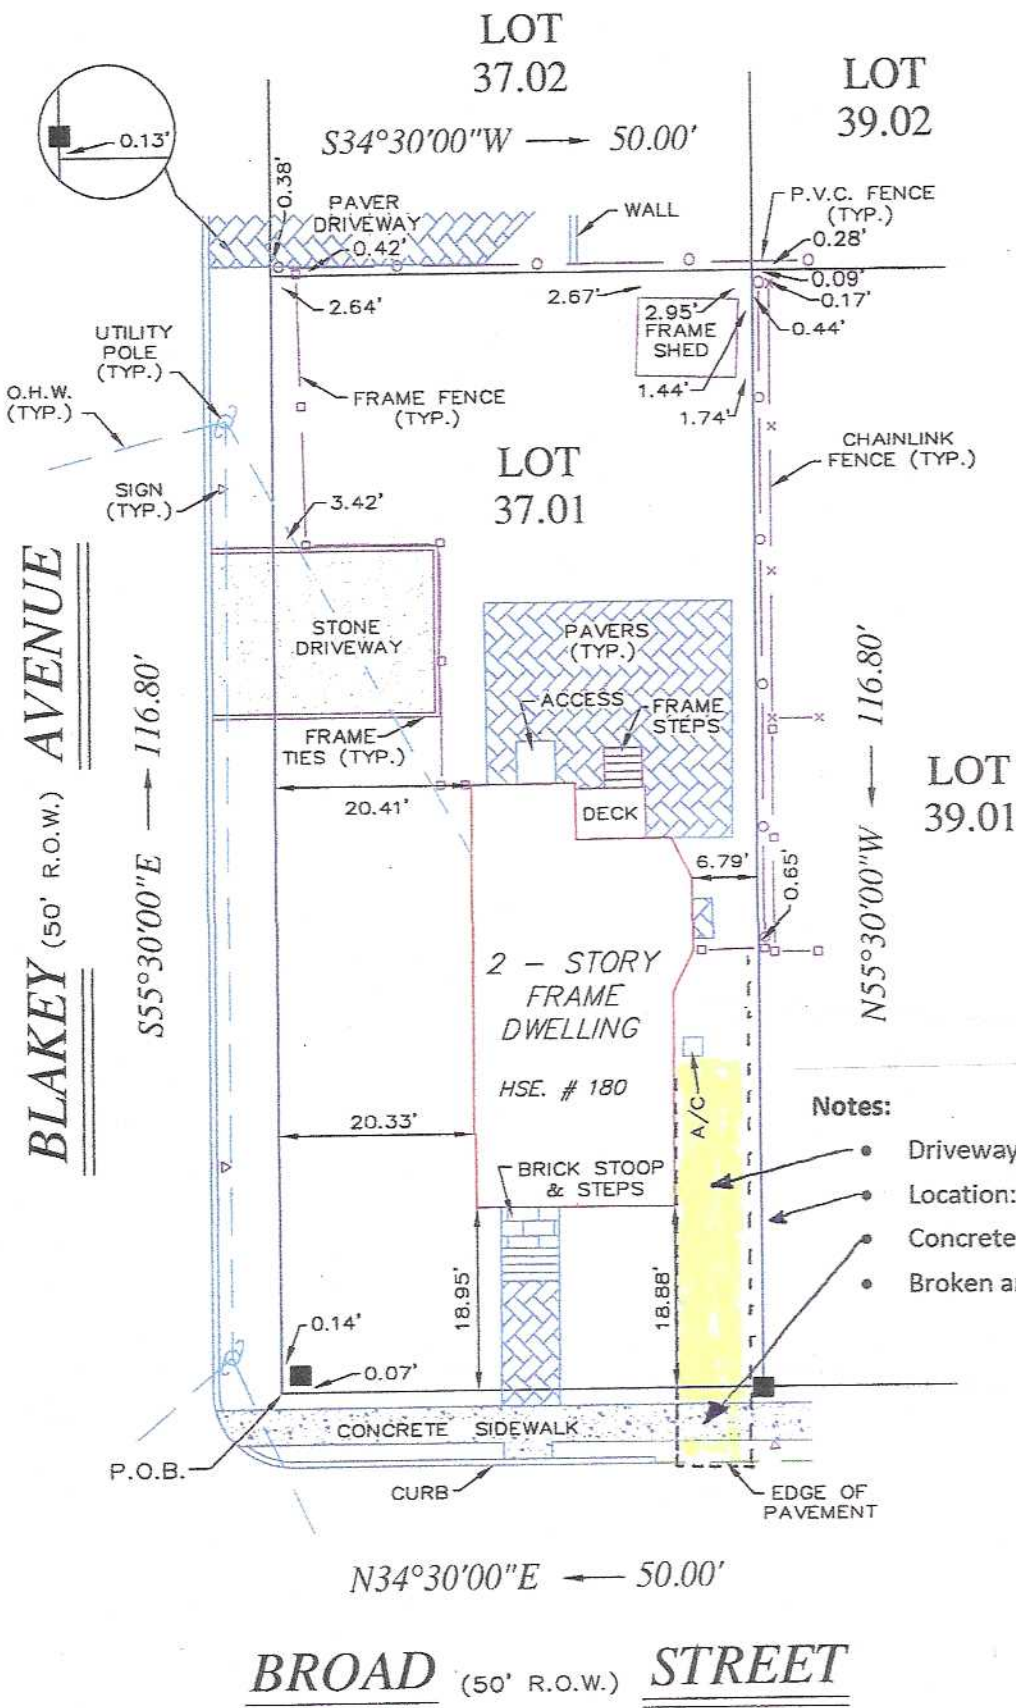 LOT
37.02
LOT
39.02
S34°30'00"W 50.00'
0.13'
0.38'
PAVER
DRIVEWAY
0.42'
WALL
P.V.C. FENCE
(TYP.)
0.28'
0.09'
0.17'
0.44'
2.64'
2.67'
2.95'
FRAME
SHED
1.44'
1.74'
UTILITY
POLE
(TYP.)
O.H.W.
(TYP.)
FRAME FENCE
(TYP.)
CHAINLINK
FENCE (TYP.)
SIGN
(TYP.)
LOT
37.01
3.42'
STONE
DRIVEWAY
PAVERS
(TYP.)
ACCESS
FRAME
STEPS
FRAME
TIES (TYP.)
DECK
20.41'
6.79'
0.65'
LOT
39.01
BLAKEY (50' R.O.W.) AVENUE
S55°30'00"E 116.80'
N55°30'00"W 116.80'
2 - STORY
FRAME
DWELLING
HSE. # 180
A/C
20.33'
BRICK STOOP
& STEPS
18.95'
18.88'
Notes:
• Driveway
• Location:
• Concrete
• Broken
0.14'
0.07'
CONCRETE SIDEWALK
P.O.B.
CURB
EDGE OF
PAVEMENT
N34°30'00"E 50.00'
BROAD (50' R.O.W.) STREET